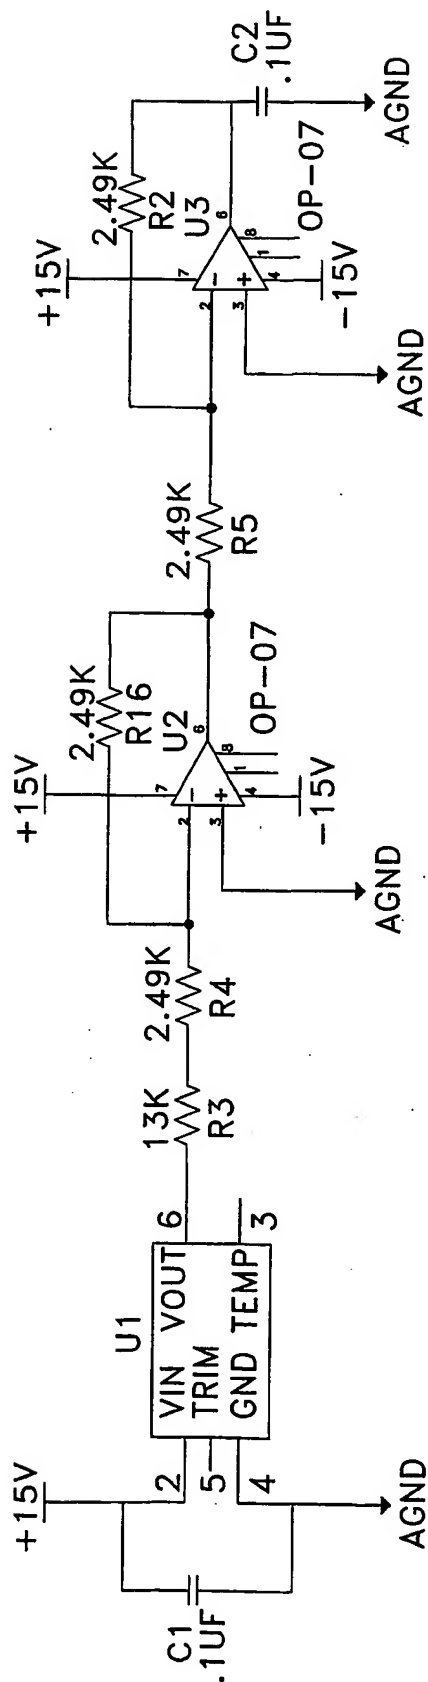 +15V
C1
.1UF
2
5
4
AGND
U1
VIN VOUT
TRIM
GND TEMP
6
3
13K
R3
2.49K
R4
+15V
2.49K
R16
U2
7
2
3
-
+
6
8
1
4
OP-07
-15V
AGND
2.49K
R5
+15V
2.49K
R2
U3
7
2
3
-
+
6
8
1
4
OP-07
-15V
AGND
C2
.1UF
AGND